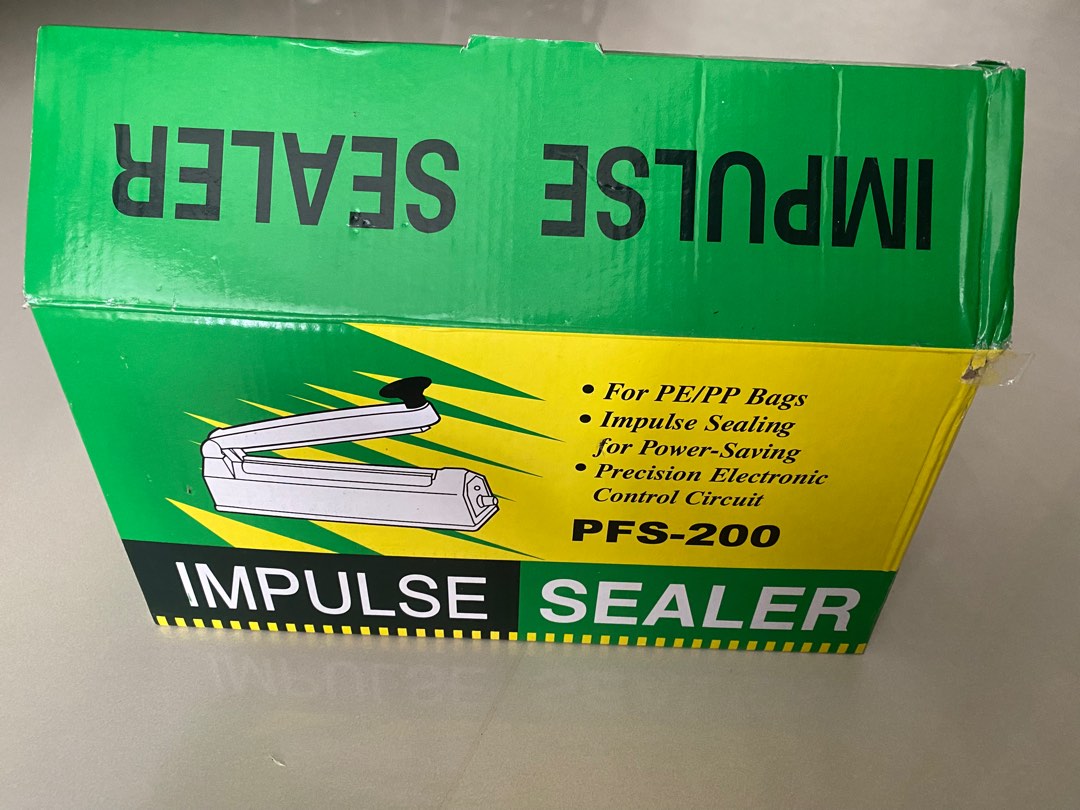 IMPULSE SEALER
• For PE/PP Bags
• Impulse Sealing
for Power-Saving
• Precision Electronic
Control Circuit
PFS-200
IMPULSE SEALER